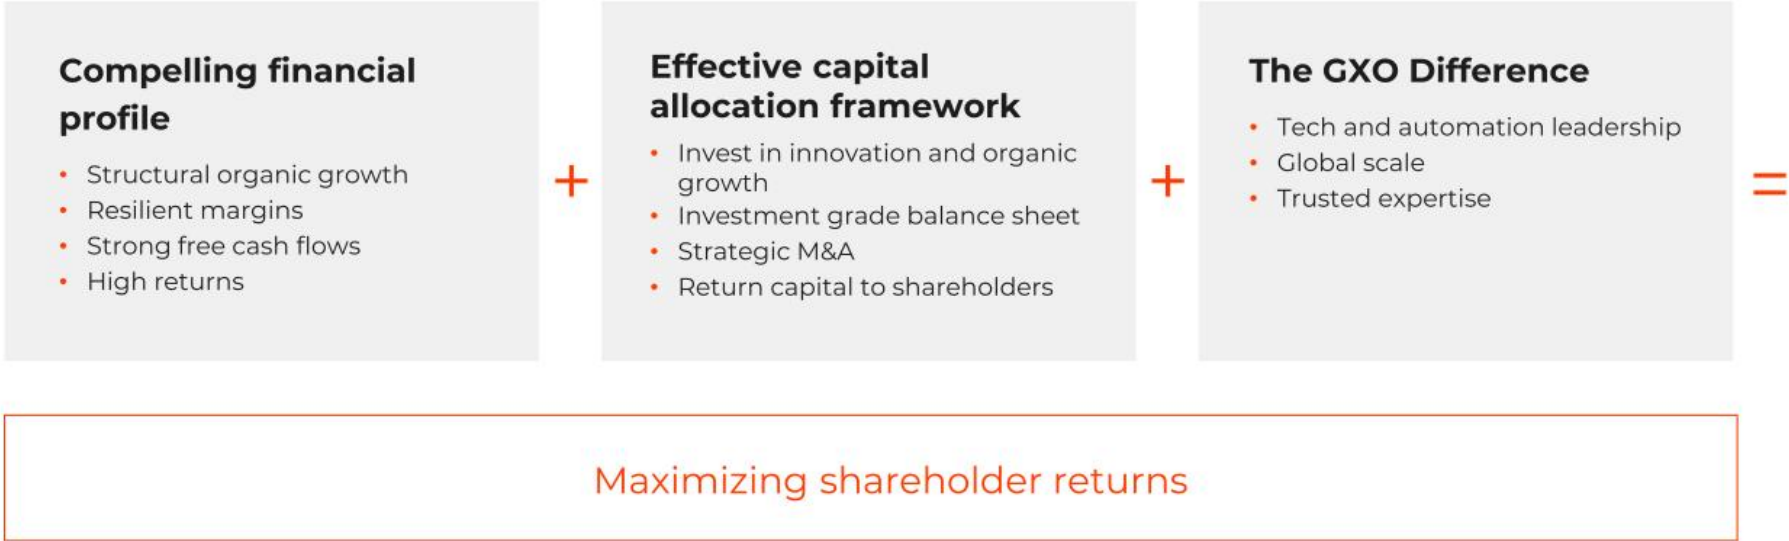 Compelling financial
profile
• Structural organic growth
• Resilient margins
• Strong free cash flows
• High returns
+
Effective capital
allocation framework
• Invest in innovation and organic
growth
• Investment grade balance sheet
• Strategic M&A
• Return capital to shareholders
+
The GXO Difference
• Tech and automation leadership
• Global scale
• Trusted expertise
=
Maximizing shareholder returns